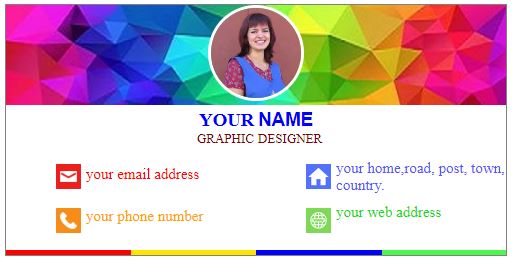 YOUR NAME
GRAPHIC DESIGNER
your email address
your home,road, post, town,
country.
your phone number
your web address